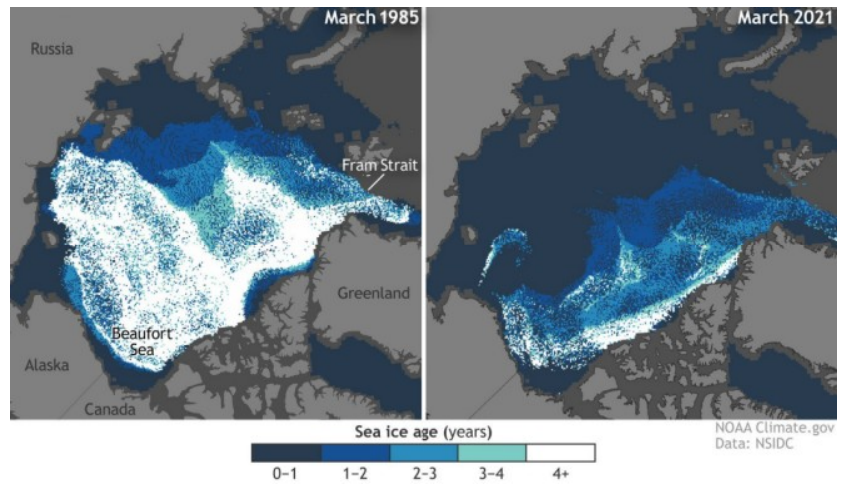 March 1985
March 2021
Russia
Fram Strait
Greenland
Beaufort
Sea
Alaska
Canada
Sea ice age (years)
0–1 1–2 2–3 3–4 4+
NOAA Climate.gov
Data: NSIDC